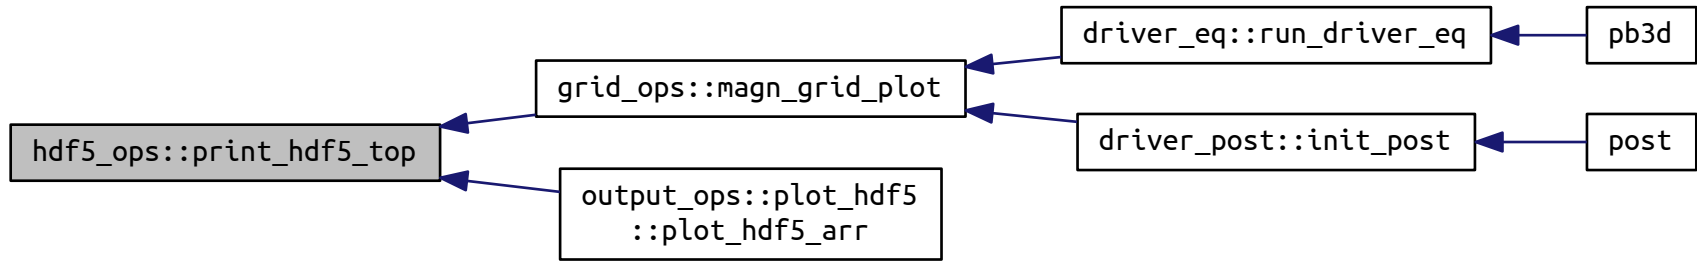 driver_eq::run_driver_eq
pb3d
grid_ops::magn_grid_plot
hdf5_ops::print_hdf5_top
driver_post::init_post
post
output_ops::plot_hdf5
::plot_hdf5_arr